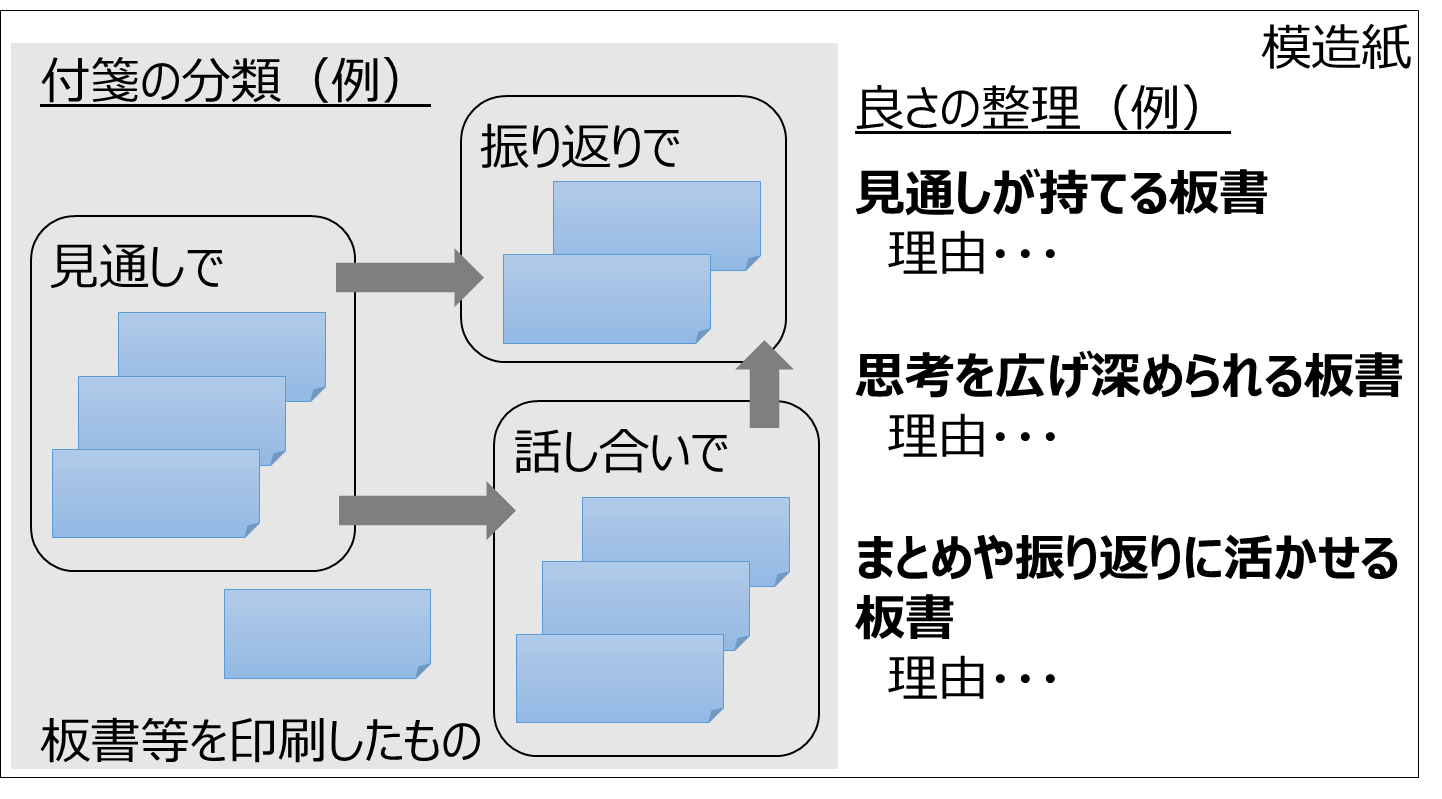 模造紙
付箋の分類（例）
振り返りで
見通しで
話し合いで
板書等を印刷したもの
良さの整理（例）
見通しが持てる板書
理由・・・
思考を広げ深められる板書
理由・・・
まとめや振り返りに活かせる
板書
理由・・・